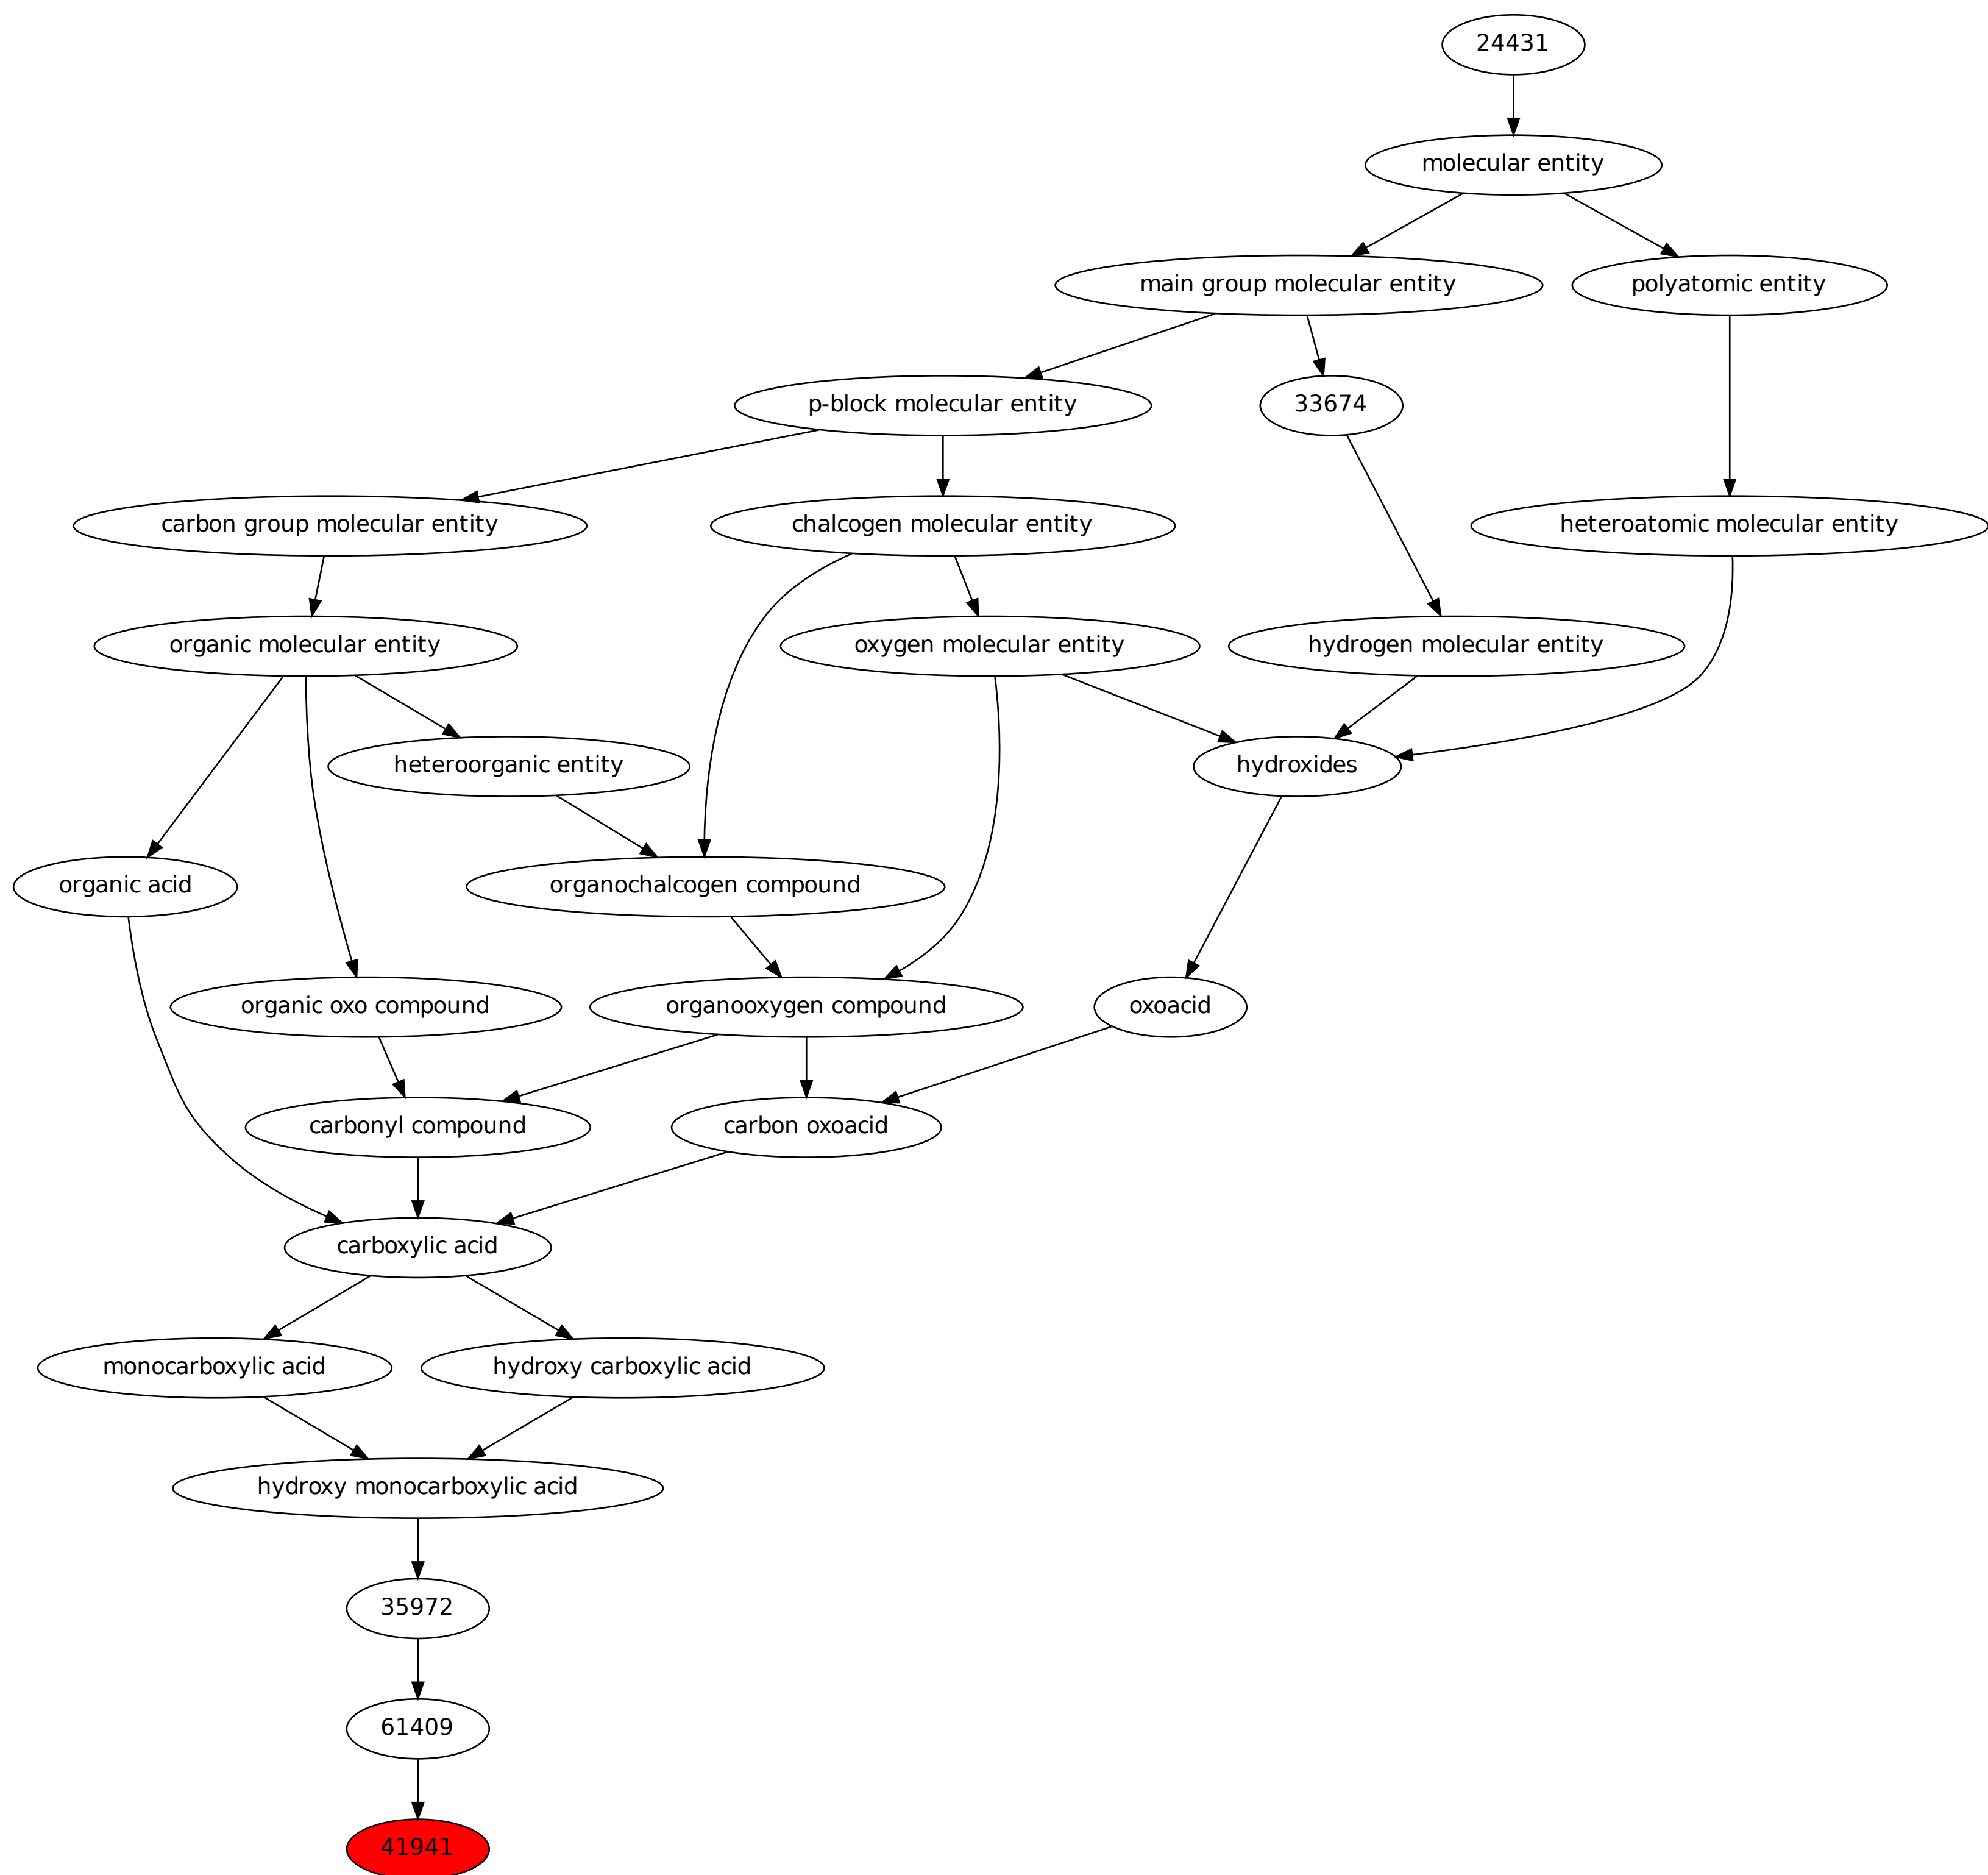 24431
molecular entity
main group molecular entity
polyatomic entity
p-block molecular entity
33674
carbon group molecular entity
chalcogen molecular entity
heteroatomic molecular entity
organic molecular entity
oxygen molecular entity
hydrogen molecular entity
heteroorganic entity
hydroxides
organic acid
organochalcogen compound
organic oxo compound
organooxygen compound
oxoacid
carbonyl compound
carbon oxoacid
carboxylic acid
monocarboxylic acid
hydroxy carboxylic acid
hydroxy monocarboxylic acid
35972
61409
41941